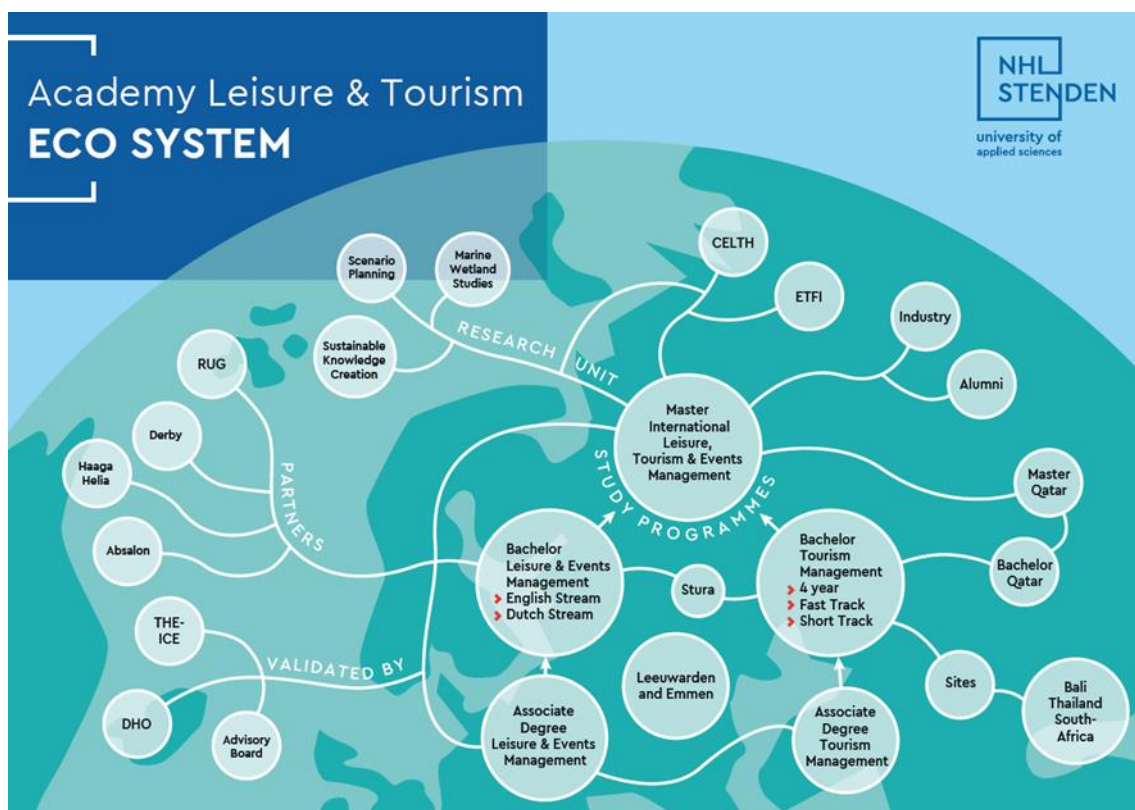 Academy Leisure & Tourism
ECO SYSTEM
NHL
STENDEN
university of
applied sciences
Scenario
Planning
Marine
Wetland
Studies
Sustainable
Knowledge
Creation
RESEARCH UNIT
CELTH
ETFI
Industry
Alumni
RUG
Derby
Haaga
Helia
Absalon
PARTNERS
Master
International
Leisure,
Tourism & Events
Management
STUDY PROGRAMMES
Master
Qatar
Bachelor
Qatar
Bachelor
Leisure & Events
Management
English Stream
Dutch Stream
Stura
Bachelor
Tourism
Management
4 year
Fast Track
Short Track
THE-
ICE
DHO
Advisory
Board
VALIDATED BY
Leeuwarden
and Emmen
Associate
Degree
Leisure & Events
Management
Associate
Degree
Tourism
Management
Sites
Bali
Thailand
South-
Africa